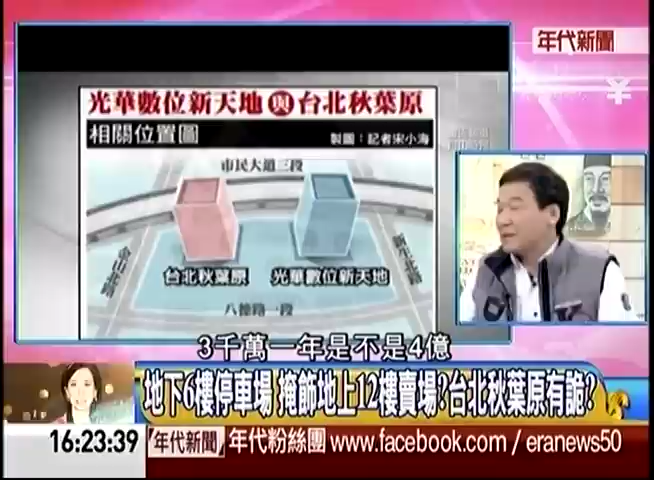 年代新聞
光華數位新天地與台北秋葉原
相關位置圖
製圖：記者宋小海
市民大道三段
台北秋葉原
光華數位新天地
八德路一段
3千萬一年是不是4億
地下6樓停車場 掩飾地上12樓賣場?台北秋葉原有詭?
16:23:39
年代新聞
年代粉絲團 www.facebook.com / eranews50